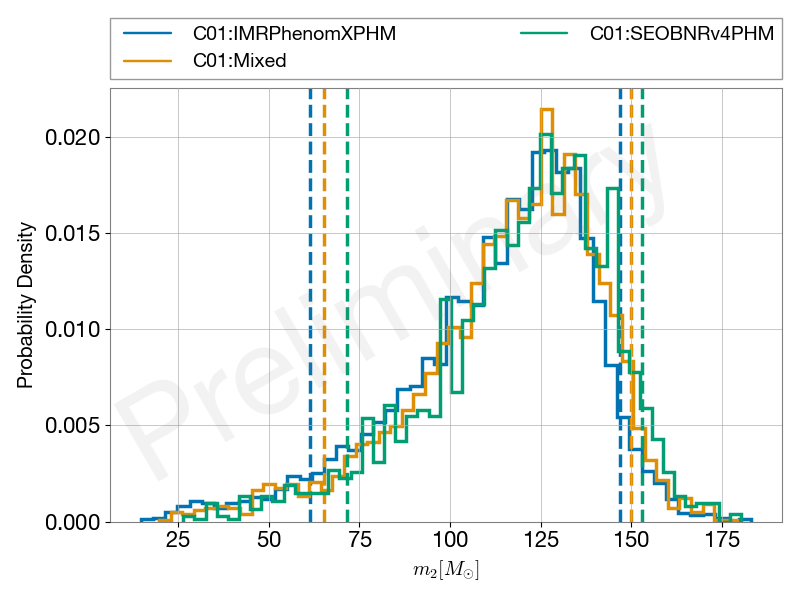 C01:IMRPhenomXPHM
C01:SEOBNRv4PHM
C01:Mixed
Preliminary
Probability Density
0.020
0.015
0.010
0.005
0.000
25 50 75 100 125 150 175
m₂[M☉]